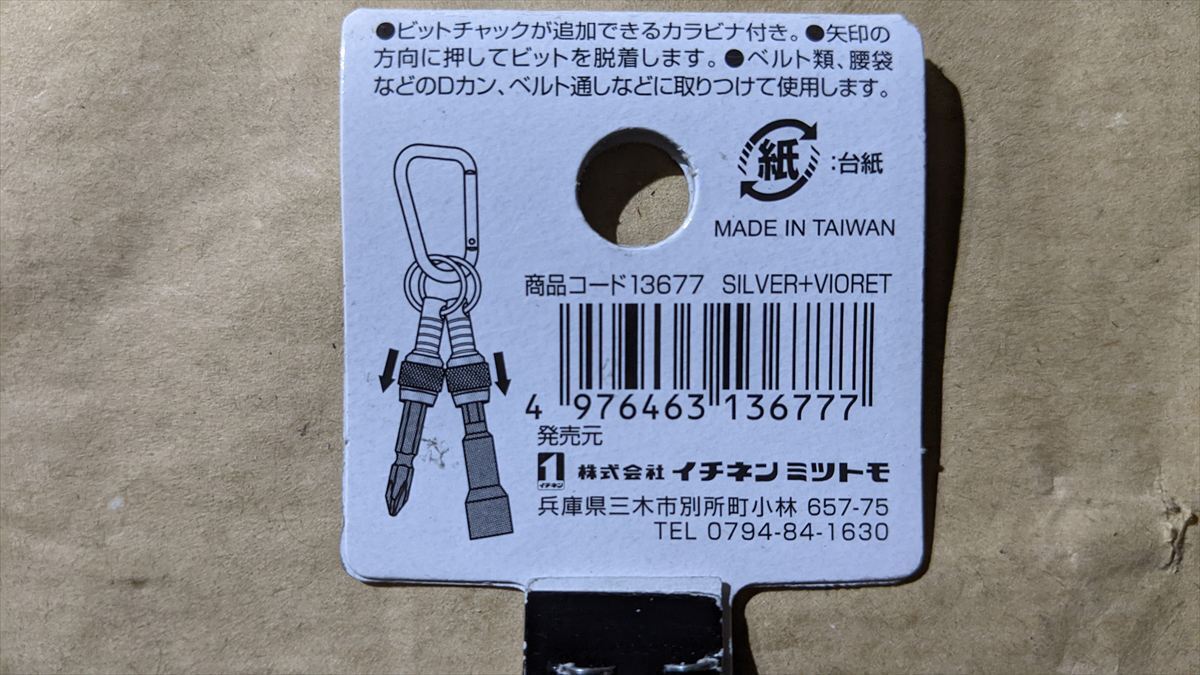 ●ビットチャックが追加できるカラビナ付き。●矢印の
方向に押してビットを脱着します。●ベルト類、腰袋
などのDカン、ベルト通しなどに取りつけて使用します。
紙:台紙
MADE IN TAIWAN
商品コード13677 SILVER+VIORET
4 976463 136777
発売元
イチネン 株式会社 イチネンミツトモ
兵庫県三木市別所町小林 657-75
TEL 0794-84-1630